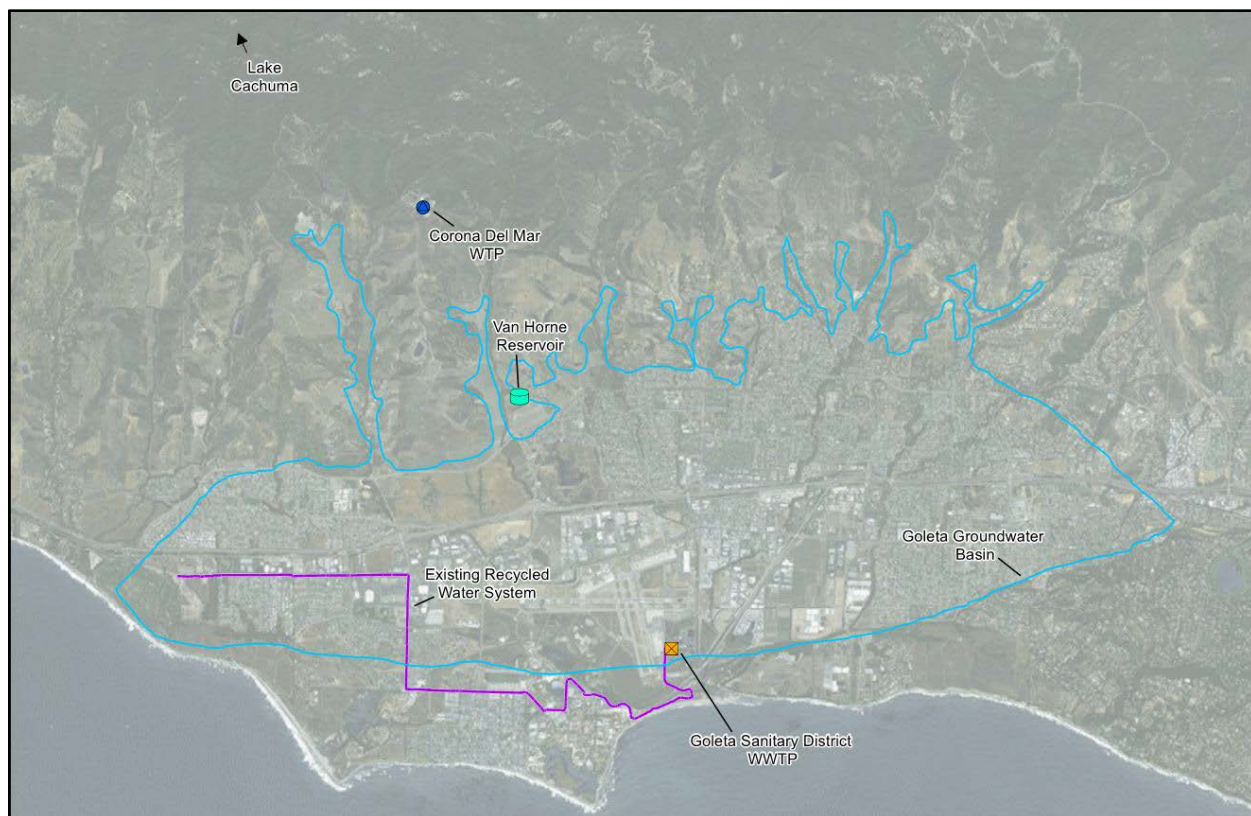 Lake
Cachuma
Corona Del Mar
WTP
Van Horne
Reservoir
Goleta Groundwater
Basin
Existing Recycled
Water System
Goleta Sanitary District
WWTP